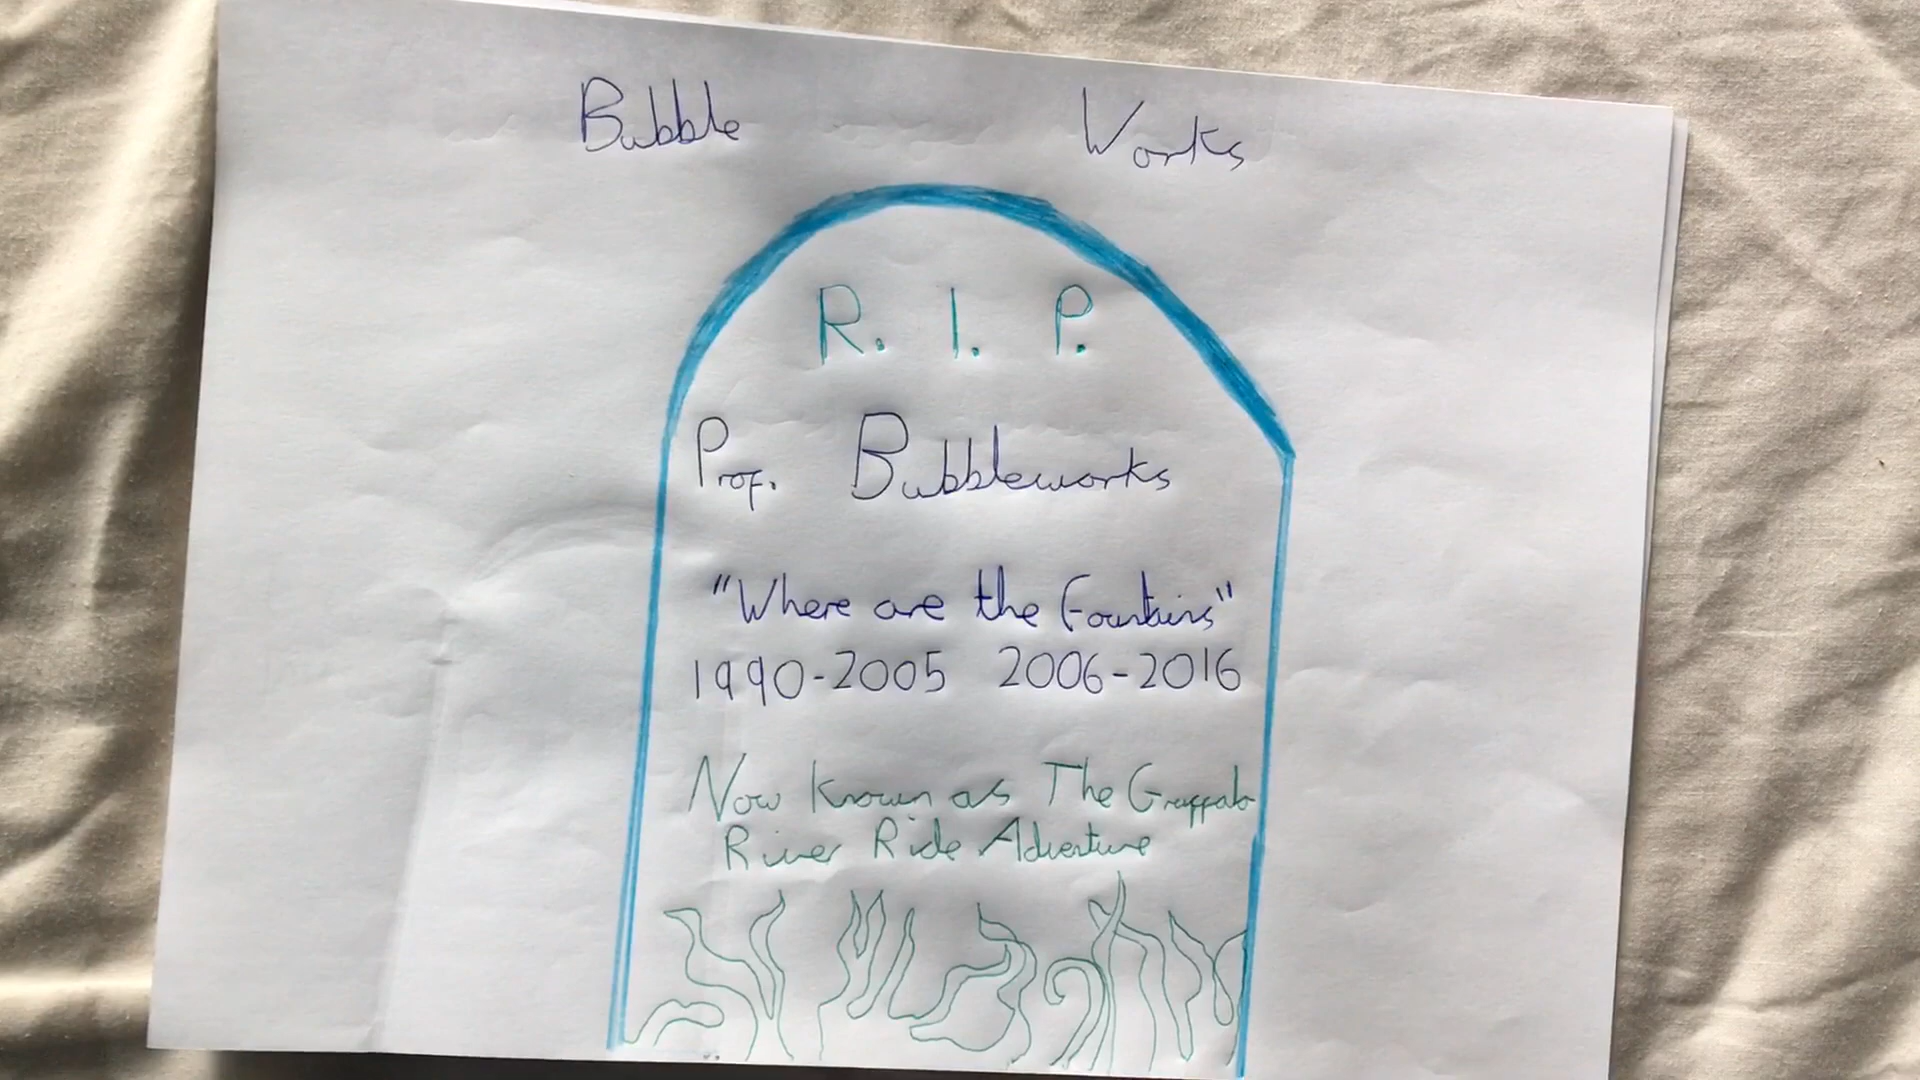 Bubble Works
R. I. P.
Prof. Bubbleworks
"Where are the Fountains"
1990-2005 2006-2016
Now Known as The Gruffalo
River Ride Adventure